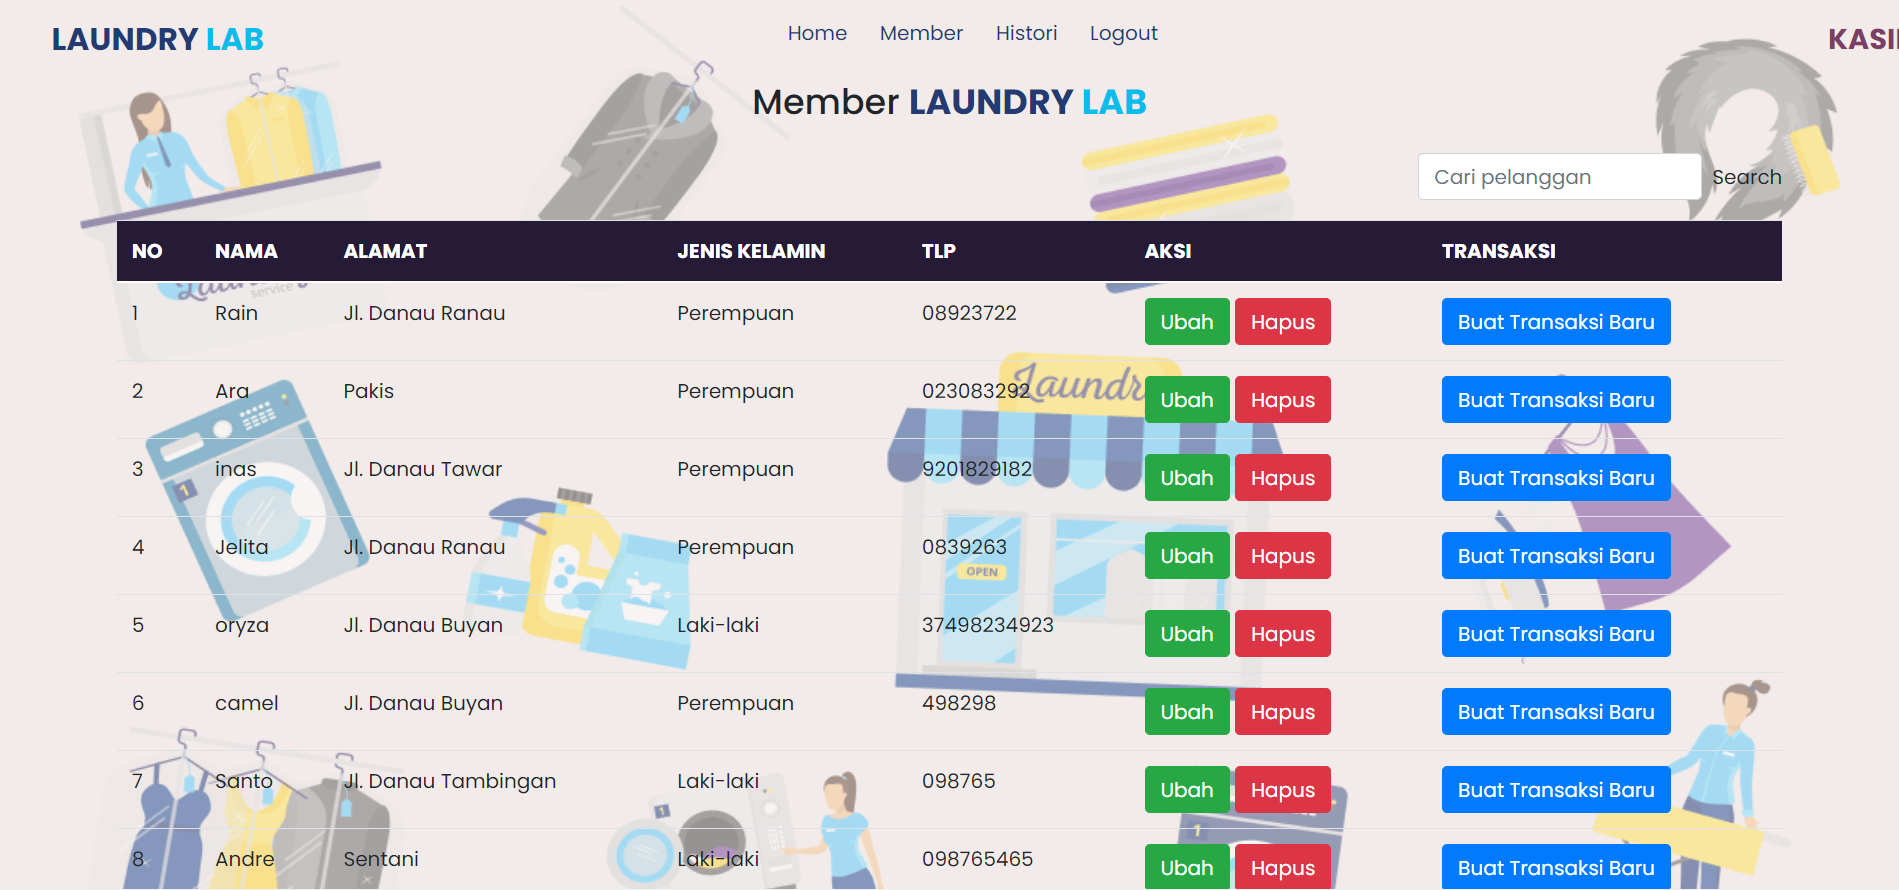 LAUNDRY LAB
Home Member Histori Logout
KASI
Member LAUNDRY LAB
Cari pelanggan Search
NO NAMA ALAMAT JENIS KELAMIN TLP AKSI TRANSAKSI
service
1 Rain Jl. Danau Ranau Perempuan 08923722 Ubah Hapus Buat Transaksi Baru
2 Ara Pakis Perempuan 023083292 Ubah Hapus Buat Transaksi Baru
3 inas Jl. Danau Tawar Perempuan 9201829182 Ubah Hapus Buat Transaksi Baru
1
4 Jelita Jl. Danau Ranau Perempuan 0839263 Ubah Hapus Buat Transaksi Baru
OPEN
5 oryza Jl. Danau Buyan Laki-laki 37498234923 Ubah Hapus Buat Transaksi Baru
6 camel Jl. Danau Buyan Perempuan 498298 Ubah Hapus Buat Transaksi Baru
7 Santo Jl. Danau Tambingan Laki-laki 098765 Ubah Hapus Buat Transaksi Baru
1
1
8 Andre Sentani Laki-laki 098765465 Ubah Hapus Buat Transaksi Baru